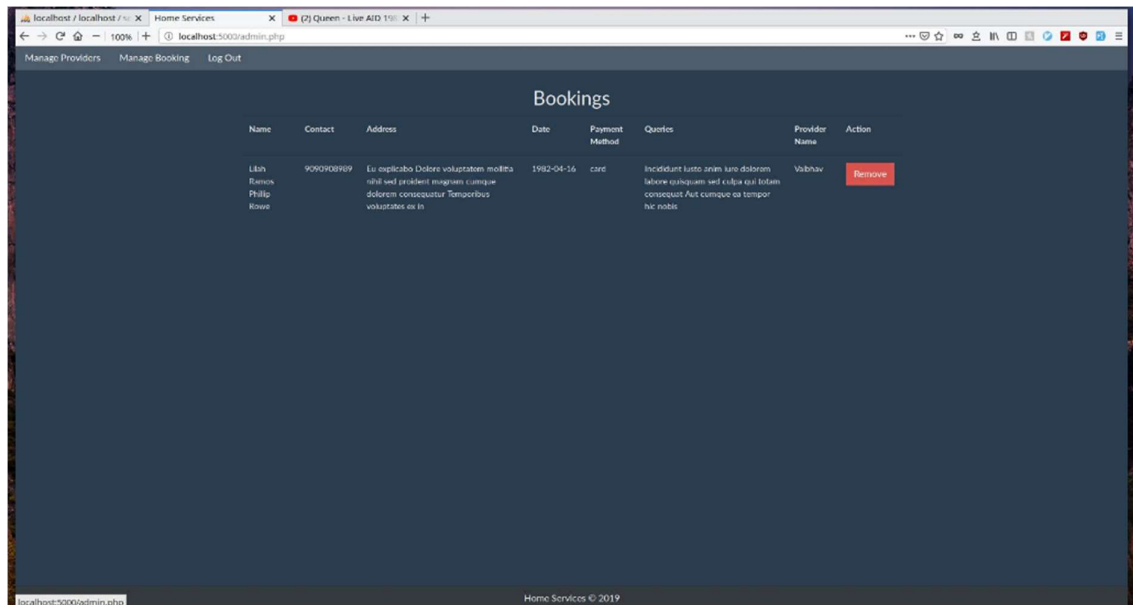 localhost / localhost / s
Home Services
(2) Queen - Live AID 198
100%
localhost:5000/admin.php
Manage Providers Manage Booking Log Out
Bookings
Name Contact Address Date Payment Method Queries Provider Name Action
Lilah Ramos Phillip Rowe
9090908989
Eu explicabo Dolore voluptatem mollitia
nihil sed proident magnam cumque
dolorem consequatur Temporibus
voluptates ex in
1982-04-16
card
Incididunt iusto anim iure dolorem
labore quisquam sed culpa qui totam
consequat Aut cumque ea tempor
hic nobis
Vaibhav
Remove
Home Services © 2019
localhost:5000/admin.php